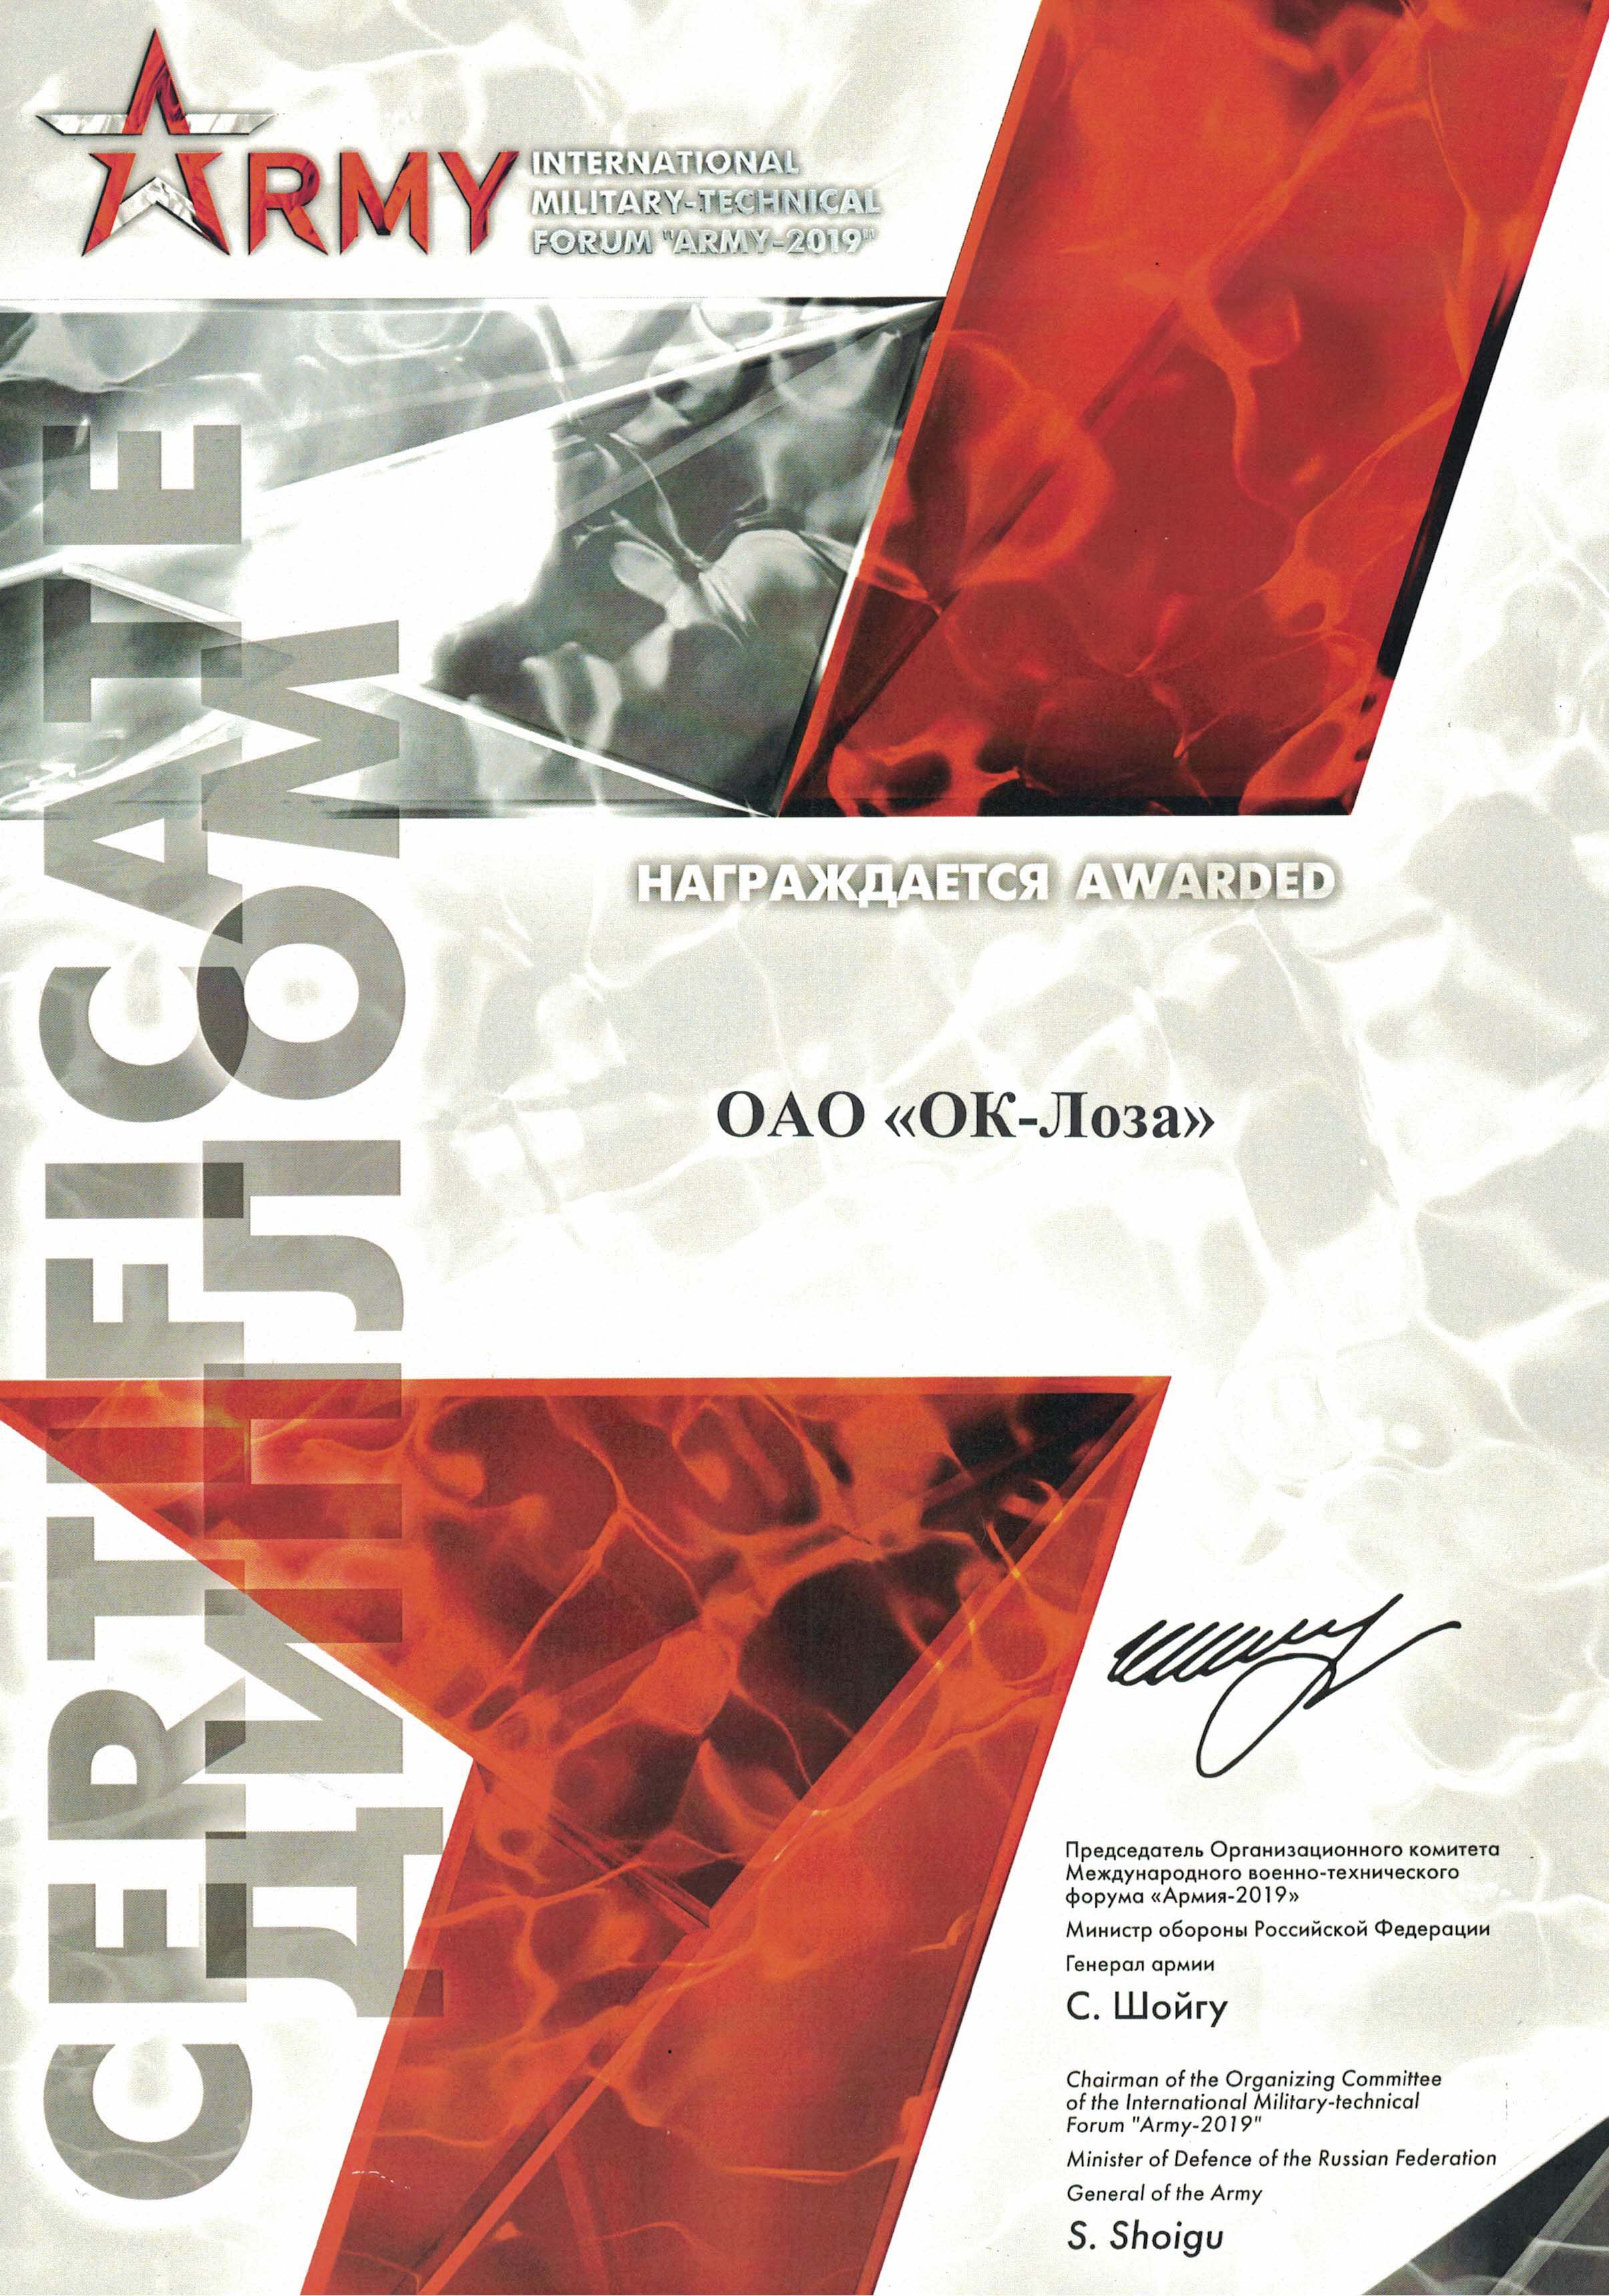 ARMY
INTERNATIONAL
MILITARY-TECHNICAL
FORUM "ARMY-2019"
CERTIFICATE
ДИПЛОМ
НАГРАЖДАЕТСЯ AWARDED
ОАО «ОК-Лоза»
Председатель Организационного комитета
Международного военно-технического
форума «Армия-2019»
Министр обороны Российской Федерации
Генерал армии
С. Шойгу
Chairman of the Organizing Committee
of the International Military-technical
Forum "Army-2019"
Minister of Defence of the Russian Federation
General of the Army
S. Shoigu